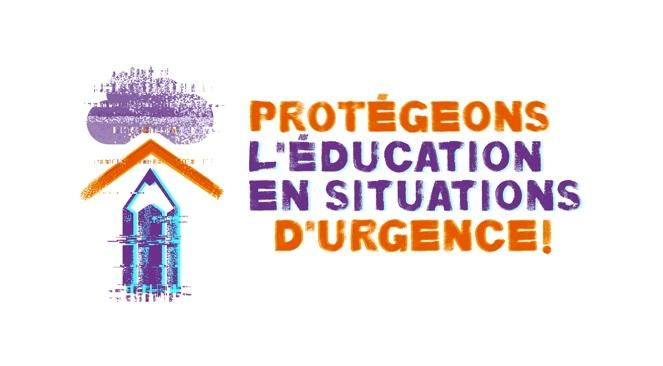 PROTÉGEONS
L'ÉDUCATION
EN SITUATIONS
D'URGENCE!